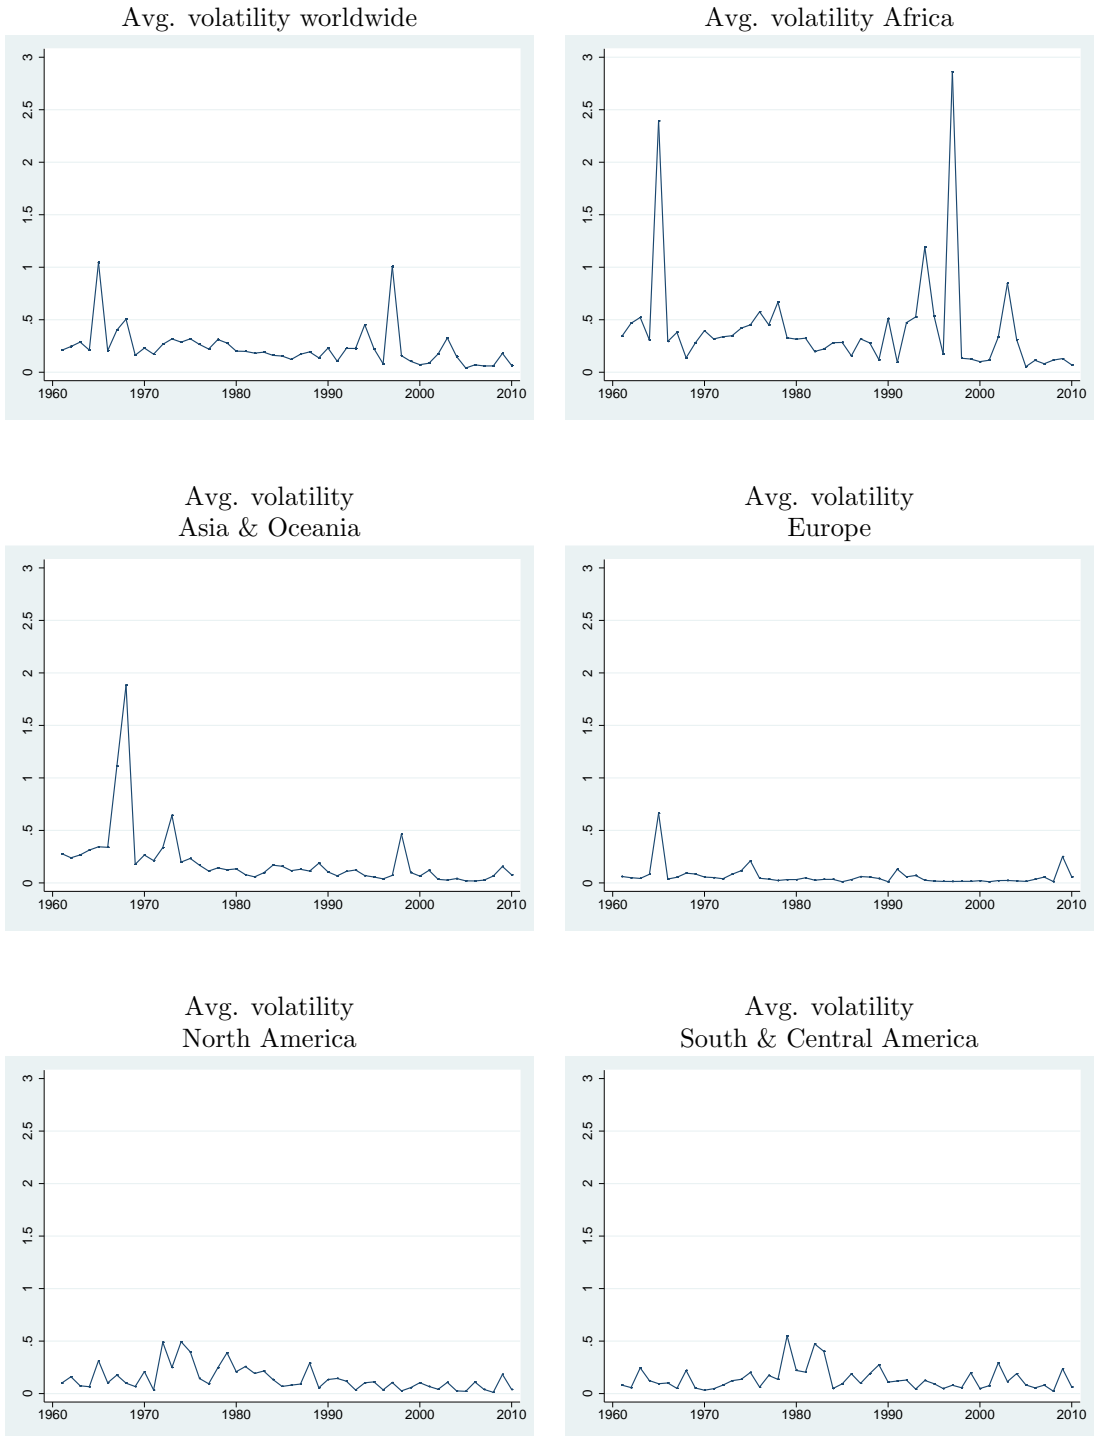 Avg. volatility worldwide
3
2.5
2
1.5
1
.5
0
1960 1970 1980 1990 2000 2010
Avg. volatility Africa
3
2.5
2
1.5
1
.5
0
1960 1970 1980 1990 2000 2010
Avg. volatility
Asia & Oceania
3
2.5
2
1.5
1
.5
0
1960 1970 1980 1990 2000 2010
Avg. volatility
Europe
3
2.5
2
1.5
1
.5
0
1960 1970 1980 1990 2000 2010
Avg. volatility
North America
3
2.5
2
1.5
1
.5
0
1960 1970 1980 1990 2000 2010
Avg. volatility
South & Central America
3
2.5
2
1.5
1
.5
0
1960 1970 1980 1990 2000 2010